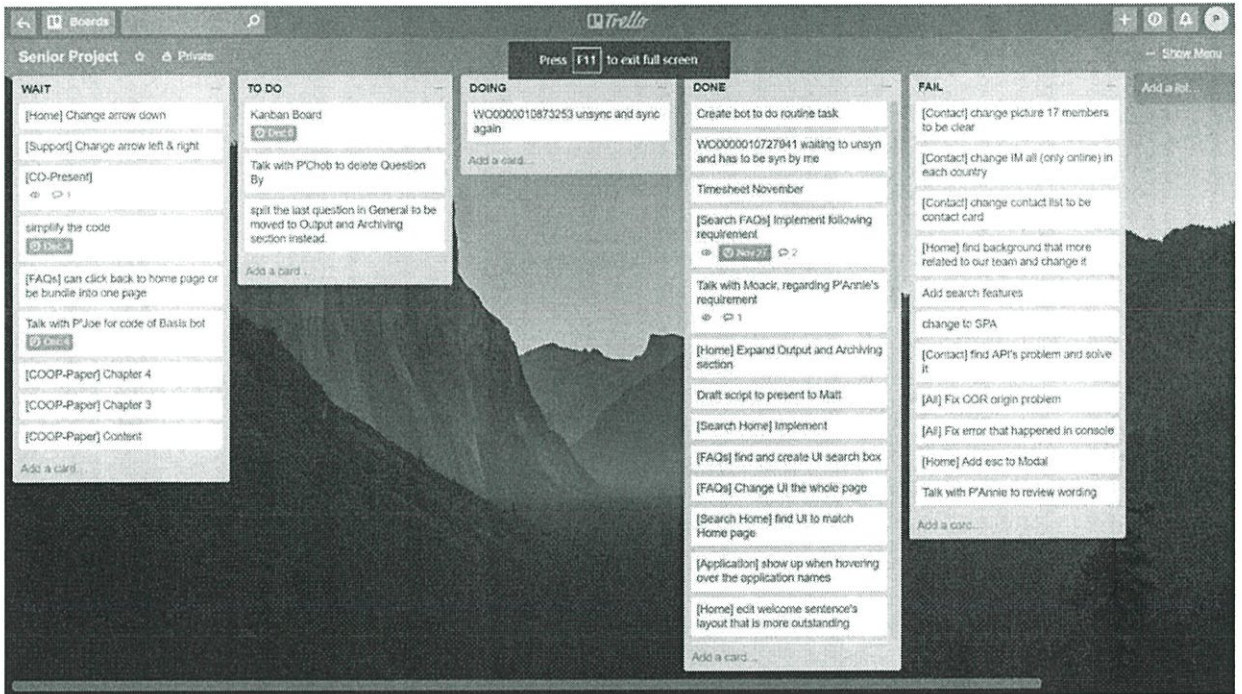 Boards
Trello
P
Senior Project
Private
Press F11 to exit full screen
Show Menu
WAIT
[Home] Change arrow down
[Support] Change arrow left & right
[CO-Present]
1
simplify the code
Dec 3
[FAQs] can click back to home page or
be bundle into one page
Talk with P'Joe for code of Basis bot
Dec 4
[COOP-Paper] Chapter 4
[COOP-Paper] Chapter 3
[COOP-Paper] Content
Add a card...
TO DO
Kanban Board
Talk with P'Chob to delete Question
By
split the last question in General to be
moved to Output and Archiving
section instead.
Add a card...
DOING
WO0000010873253 unsync and sync
again
Add a card...
DONE
Create bot to do routine task
WO0000010727941 waiting to unsyn
and has to be syn by me
Timesheet November
[Search FAQs] Implement following
requirement
Nov 27 2
Talk with Moacir, regarding P'Annie's
requirement
1
[Home] Expand Output and Archiving
section
Draft script to present to Matt
[Search Home] Implement
[FAQs] find and create UI search box
[FAQs] Change UI the whole page
[Search Home] find UI to match
Home page
[Application] show up when hovering
over the application names
[Home] edit welcome sentence's
layout that is more outstanding
Add a card...
FAIL
[Contact] change picture 17 members
to be clear
[Contact] change IM all (only online) in
each country
[Contact] change contact list to be
contact card
[Home] find background that more
related to our team and change it
Add search features
change to SPA
[Contact] find API's problem and solve
it
[All] Fix COR origin problem
[All] Fix error that happened in console
[Home] Add esc to Modal
Talk with P'Annie to review wording
Add a card...
Add a list...